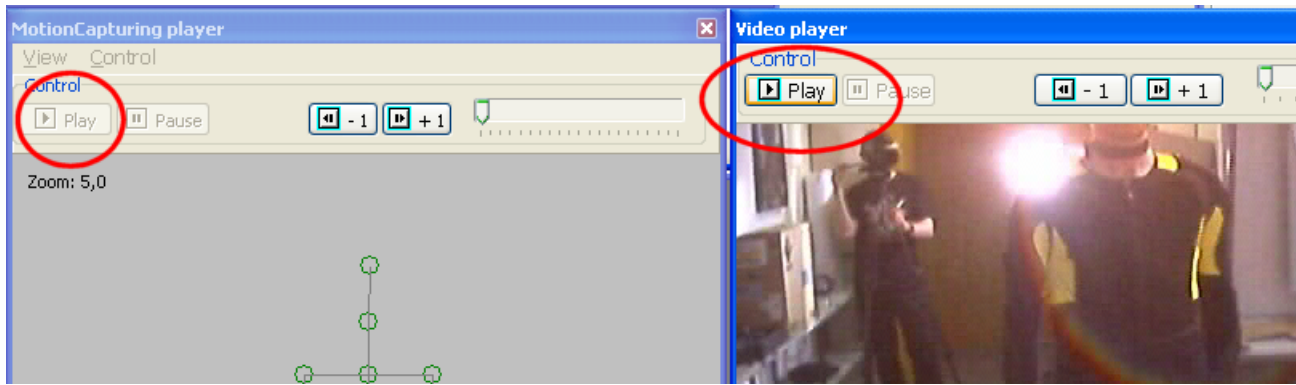 MotionCapturing player
View Control
Control
Play Pause - 1 + 1
Zoom: 5,0
Video player
Control
Play Pause - 1 + 1